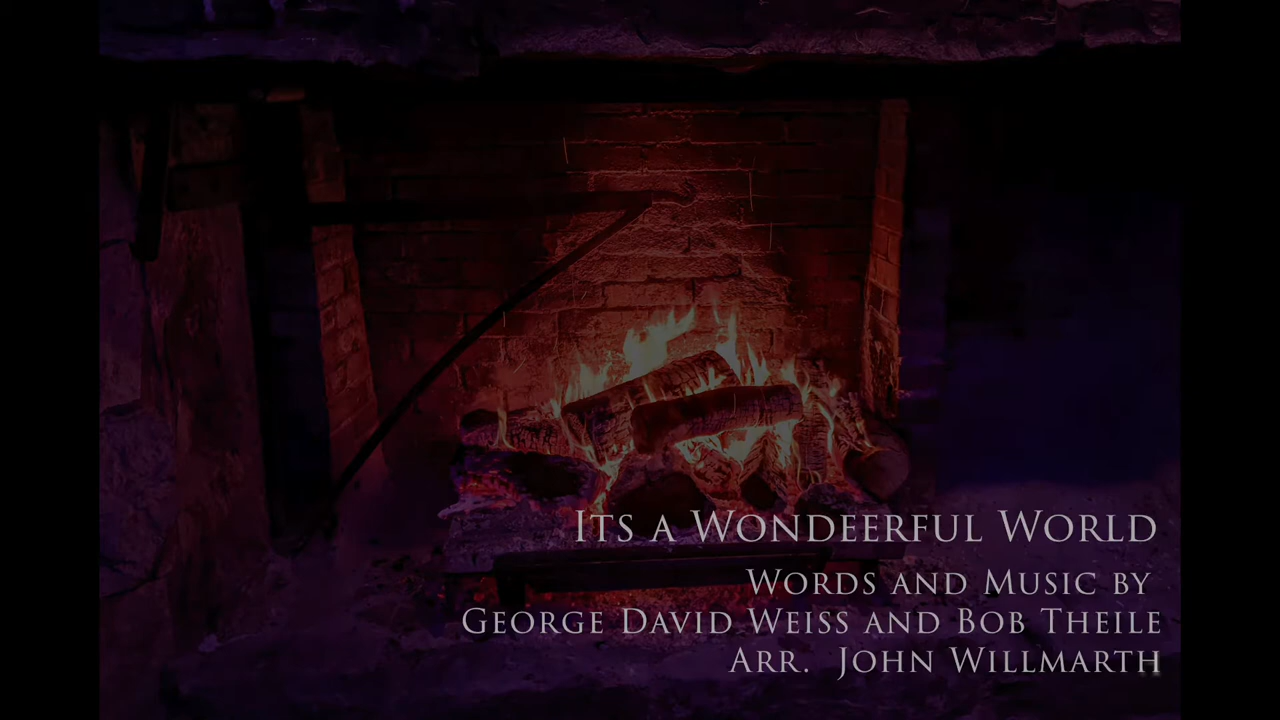 Its a Wondeerful World
Words and Music by
George David Weiss and Bob Theile
Arr. John Willmarth